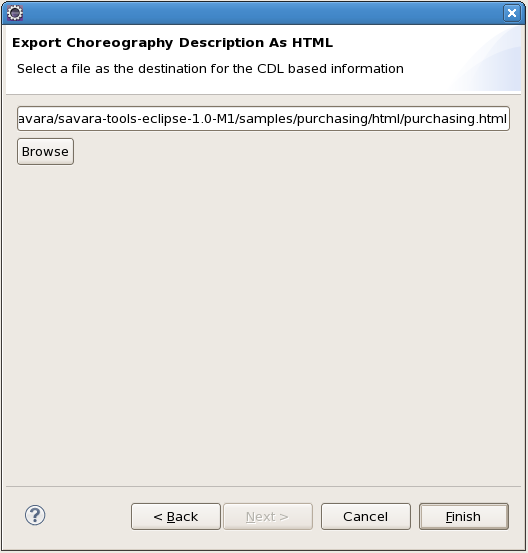 Export Choreography Description As HTML
Select a file as the destination for the CDL based information
avara/savara-tools-eclipse-1.0-M1/samples/purchasing/html/purchasing.html
Browse
?
< Back
Next >
Cancel
Finish